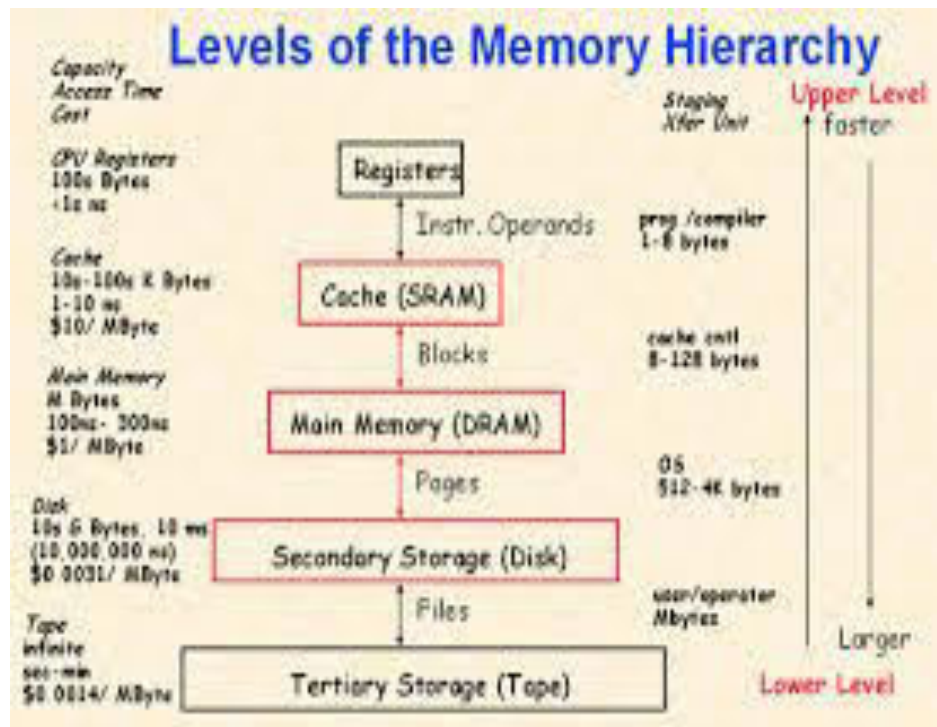 Levels of the Memory Hierarchy
Capacity
Access Time
Cost
CPU Registers
100s Bytes
<1s ns
Cache
10s-100s K Bytes
1-10 ns
$10/ MByte
Main Memory
M Bytes
100ns- 300ns
$1/ MByte
Disk
10s G Bytes, 10 ms
(10,000,000 ns)
$0.0031/ MByte
Tape
infinite
sec-min
$0.0014/ MByte
Registers
Instr. Operands
Cache (SRAM)
Blocks
Main Memory (DRAM)
Pages
Secondary Storage (Disk)
Files
Tertiary Storage (Tape)
Staging
Xfer Unit
prog./compiler
1-8 bytes
cache cntl
8-128 bytes
OS
512-4K bytes
user/operator
Mbytes
Upper Level
faster
Larger
Lower Level